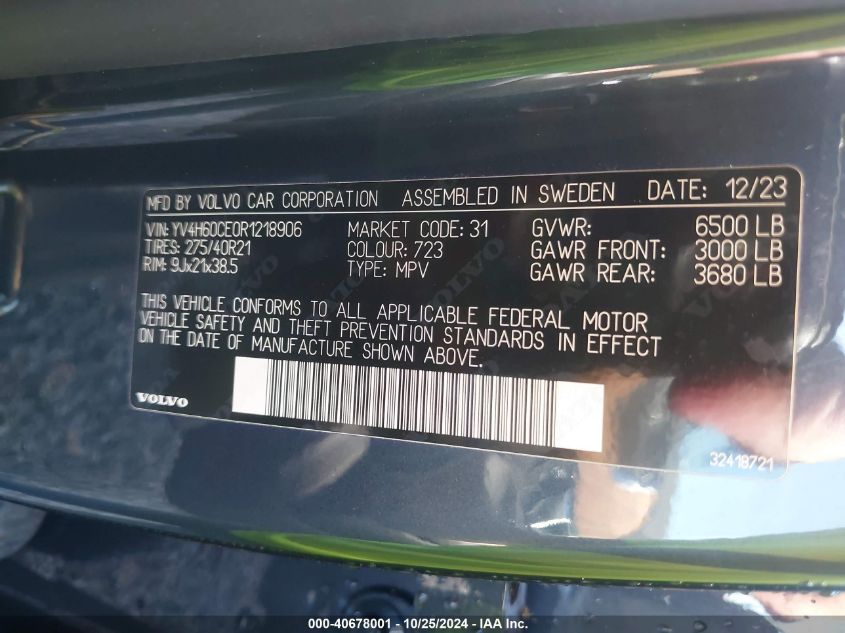 MFD BY VOLVO CAR CORPORATION ASSEMBLED IN SWEDEN DATE: 12/23
VIN: YV4H60CE0R1218906 MARKET CODE: 31 GVWR: 6500 LB
TIRES: 275/40R21 COLOUR: 723 GAWR FRONT: 3000 LB
RIM: 9Jx21x38.5 TYPE: MPV GAWR REAR: 3680 LB
THIS VEHICLE CONFORMS TO ALL APPLICABLE FEDERAL MOTOR
VEHICLE SAFETY AND THEFT PREVENTION STANDARDS IN EFFECT
ON THE DATE OF MANUFACTURE SHOWN ABOVE.
VOLVO
32418721
000-40678001 - 10/25/2024 - IAA Inc.